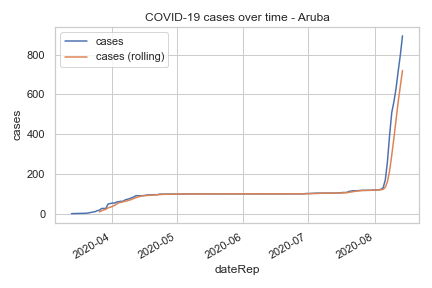 COVID-19 cases over time - Aruba
cases
cases (rolling)
800
600
400
200
0
cases
2020-04
2020-05
2020-06
2020-07
2020-08
dateRep